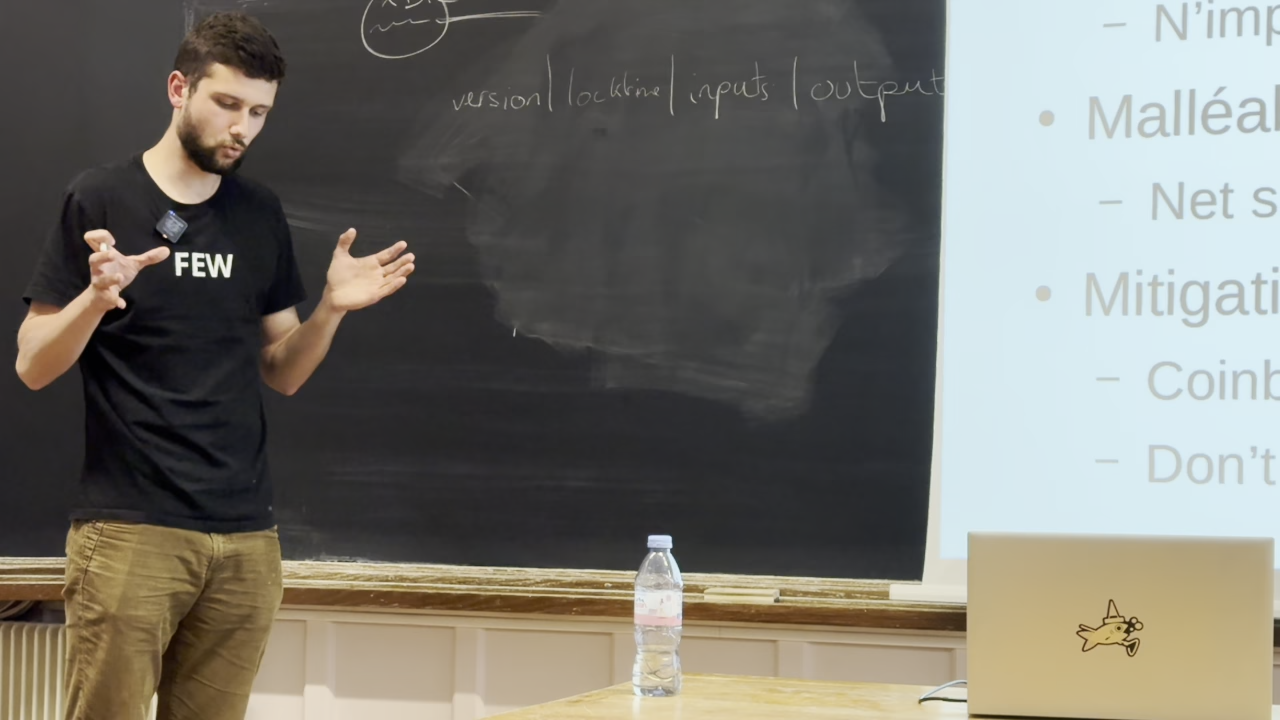 version | locktime | inputs | output
FEW
– N'imp
• Malléal
– Net s
• Mitigati
– Coinb
– Don't